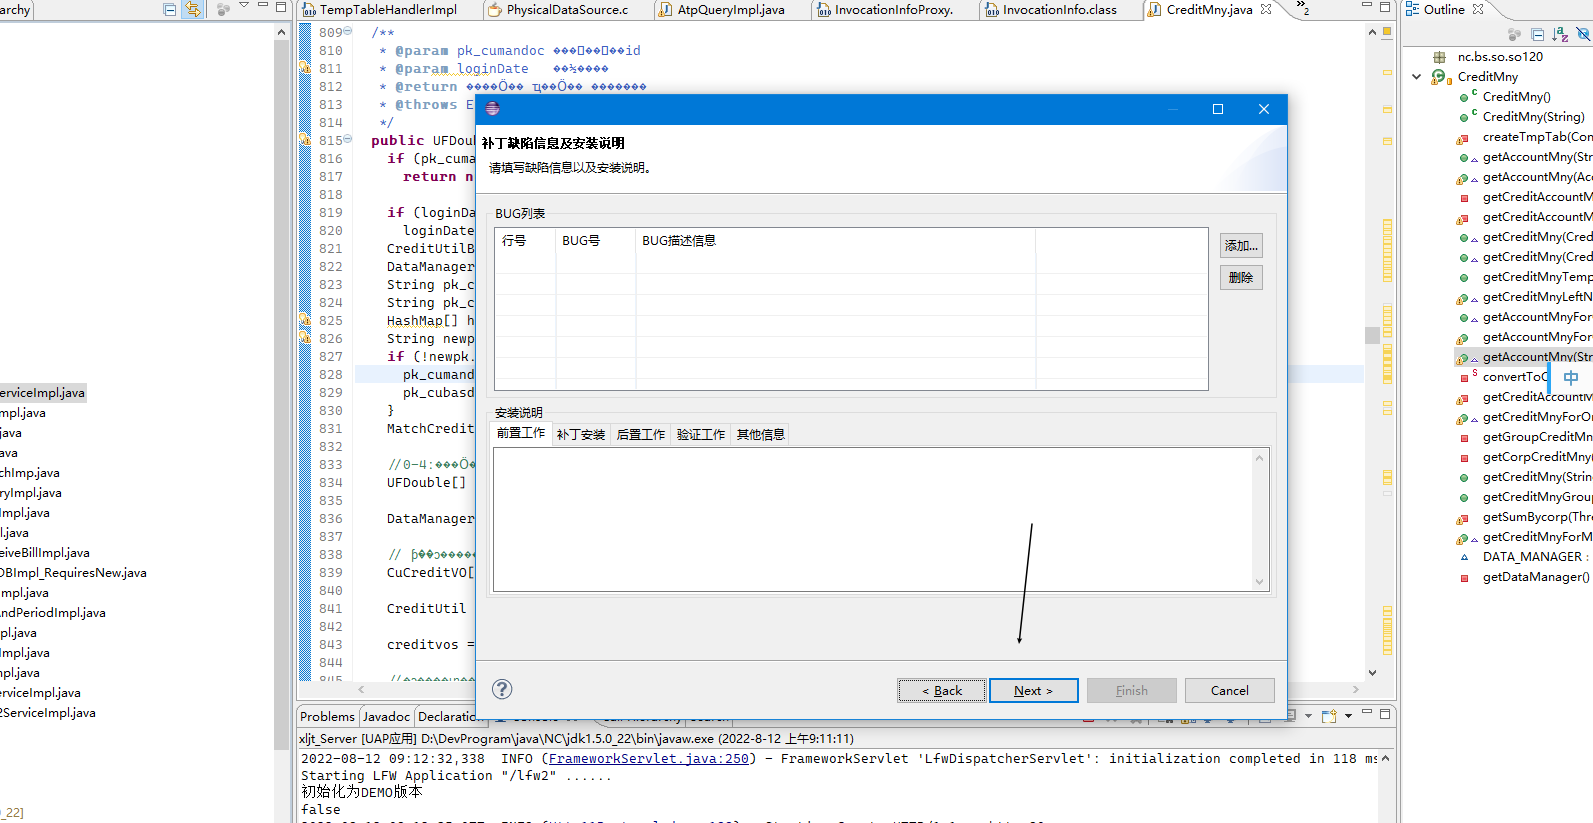 archy
TempTableHandlerImpl
PhysicalDataSource.c
AtpQueryImpl.java
InvocationInfoProxy.
InvocationInfo.class
CreditMny.java
»2
Outline
809 /**
810 * @param pk_cumandoc
id
811 * @param loginDate
812 * @return
813 * @throws E
814 */
815 public UFDoub
816 if (pk_cuma
817 return n
818
819 if (loginDa
820 loginDate
821 CreditUtilB
822 DataManager
823 String pk_c
824 String pk_c
825 HashMap[] h
826 String newp
827 if (!newpk.
828 pk_cumand
829 pk_cubasd
830 }
831 MatchCredit
832
833 //0-4:
834 UFDouble[]
835
836 DataManager
837
838 //
839 CuCreditVO[
840
841 CreditUtil
842
843 creditvos =
844
845 //
erviceImpl.java
mpl.java
java
ava
chImp.java
ryImpl.java
Impl.java
l.java
eiveBillImpl.java
OBImpl_RequiresNew.java
Impl.java
AndPeriodImpl.java
pl.java
Impl.java
mpl.java
erviceImpl.java
2ServiceImpl.java
_22]
补丁缺陷信息及安装说明
请填写缺陷信息以及安装说明。
BUG列表
行号 BUG号 BUG描述信息
添加...
删除
安装说明
前置工作 补丁安装 后置工作 验证工作 其他信息
< Back Next > Finish Cancel
nc.bs.so.so120
CreditMny
CreditMny()
CreditMny(String)
createTmpTab(Con
getAccountMny(Str
getAccountMny(Acc
getCreditAccountM
getCreditAccountM
getCreditMny(Cred
getCreditMny(Cred
getCreditMnyTemp
getCreditMnyLeftN
getAccountMnyFor
getAccountMnyFor
getAccountMny(Str
convertToC
中
getCreditAccountM
getCreditMnyForOr
getGroupCreditMn
getCorpCreditMny(
getCreditMny(String
getCreditMnyGroup
getSumBycorp(Thro
getCreditMnyForM
DATA_MANAGER :
getDataManager()
Problems Javadoc Declaration
xljt_Server [UAP应用] D:\DevProgram\java\NC\jdk1.5.0_22\bin\javaw.exe (2022-8-12 上午9:11:11)
2022-08-12 09:12:32,338 INFO (FrameworkServlet.java:250) - FrameworkServlet 'LfwDispatcherServlet': initialization completed in 118 ms
Starting LFW Application "/lfw2" ......
初始化为DEMO版本
false